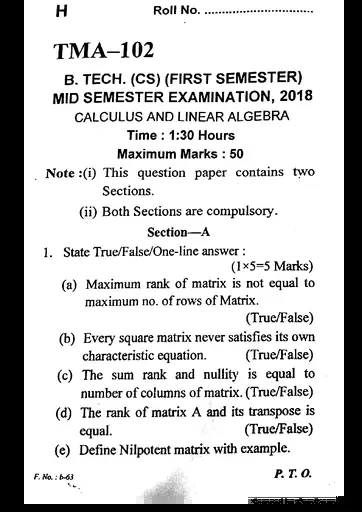 H Roll No. ................................
TMA–102
B. TECH. (CS) (FIRST SEMESTER)
MID SEMESTER EXAMINATION, 2018
CALCULUS AND LINEAR ALGEBRA
Time : 1:30 Hours
Maximum Marks : 50
Note :(i) This question paper contains two
Sections.
(ii) Both Sections are compulsory.
Section—A
1. State True/False/One-line answer :
(1×5=5 Marks)
(a) Maximum rank of matrix is not equal to
maximum no. of rows of Matrix.
(True/False)
(b) Every square matrix never satisfies its own
characteristic equation. (True/False)
(c) The sum rank and nullity is equal to
number of columns of matrix. (True/False)
(d) The rank of matrix A and its transpose is
equal. (True/False)
(e) Define Nilpotent matrix with example.
F. No. : b-63 P. T. O.